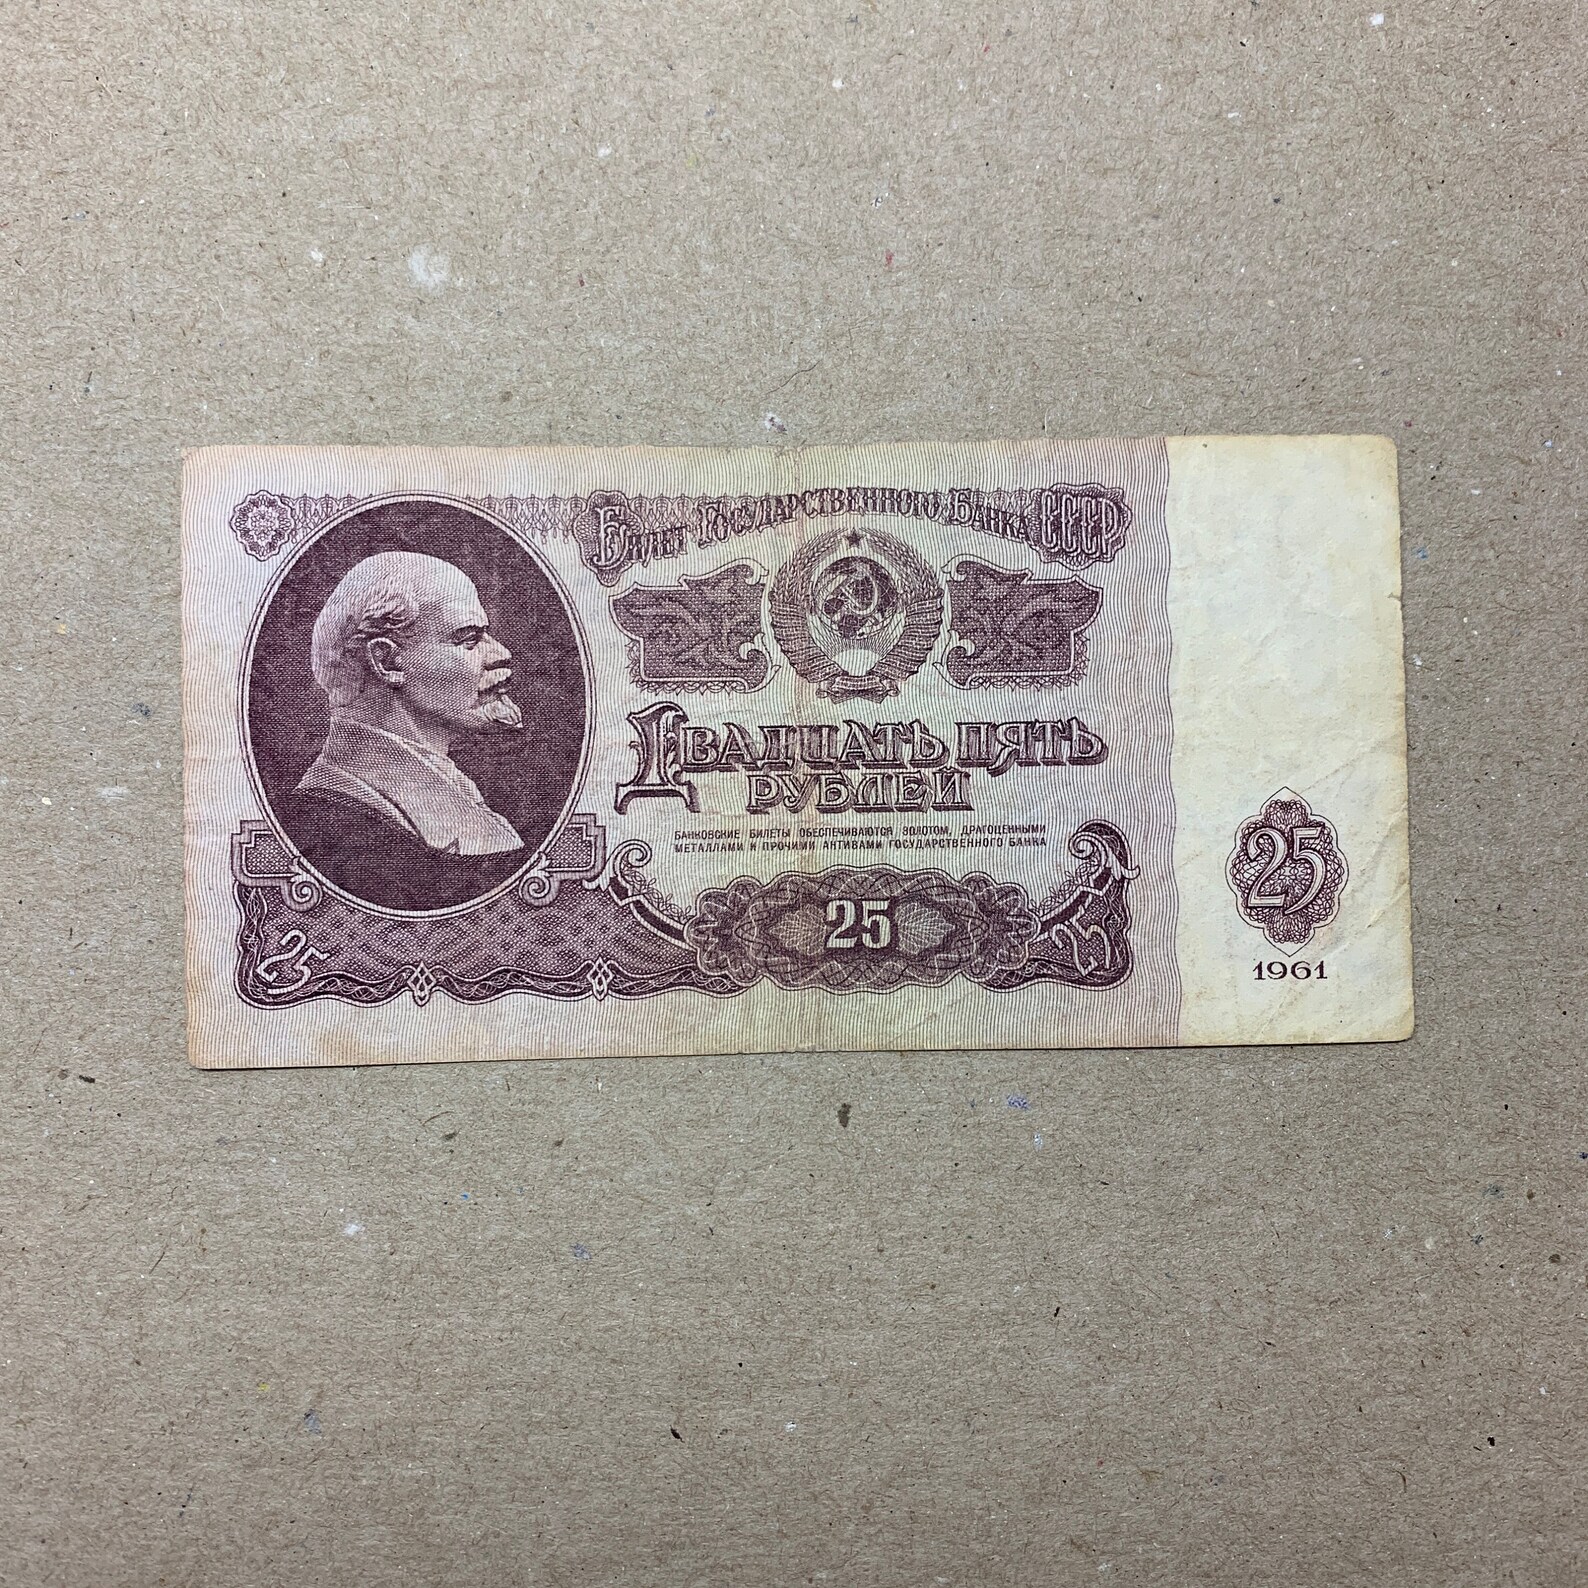 Билет Государственного Банка СССР
Двадцать пять
рублей
БАНКОВСКИЕ БИЛЕТЫ ОБЕСПЕЧИВАЮТСЯ ЗОЛОТОМ, ДРАГОЦЕННЫМИ
МЕТАЛЛАМИ И ПРОЧИМИ АКТИВАМИ ГОСУДАРСТВЕННОГО БАНКА
25
25
25
25
1961